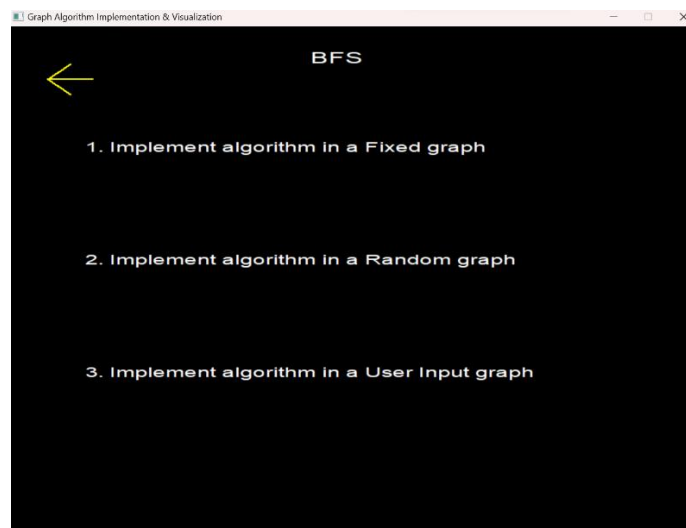 Graph Algorithm Implementation & Visualization
BFS
1. Implement algorithm in a Fixed graph
2. Implement algorithm in a Random graph
3. Implement algorithm in a User Input graph